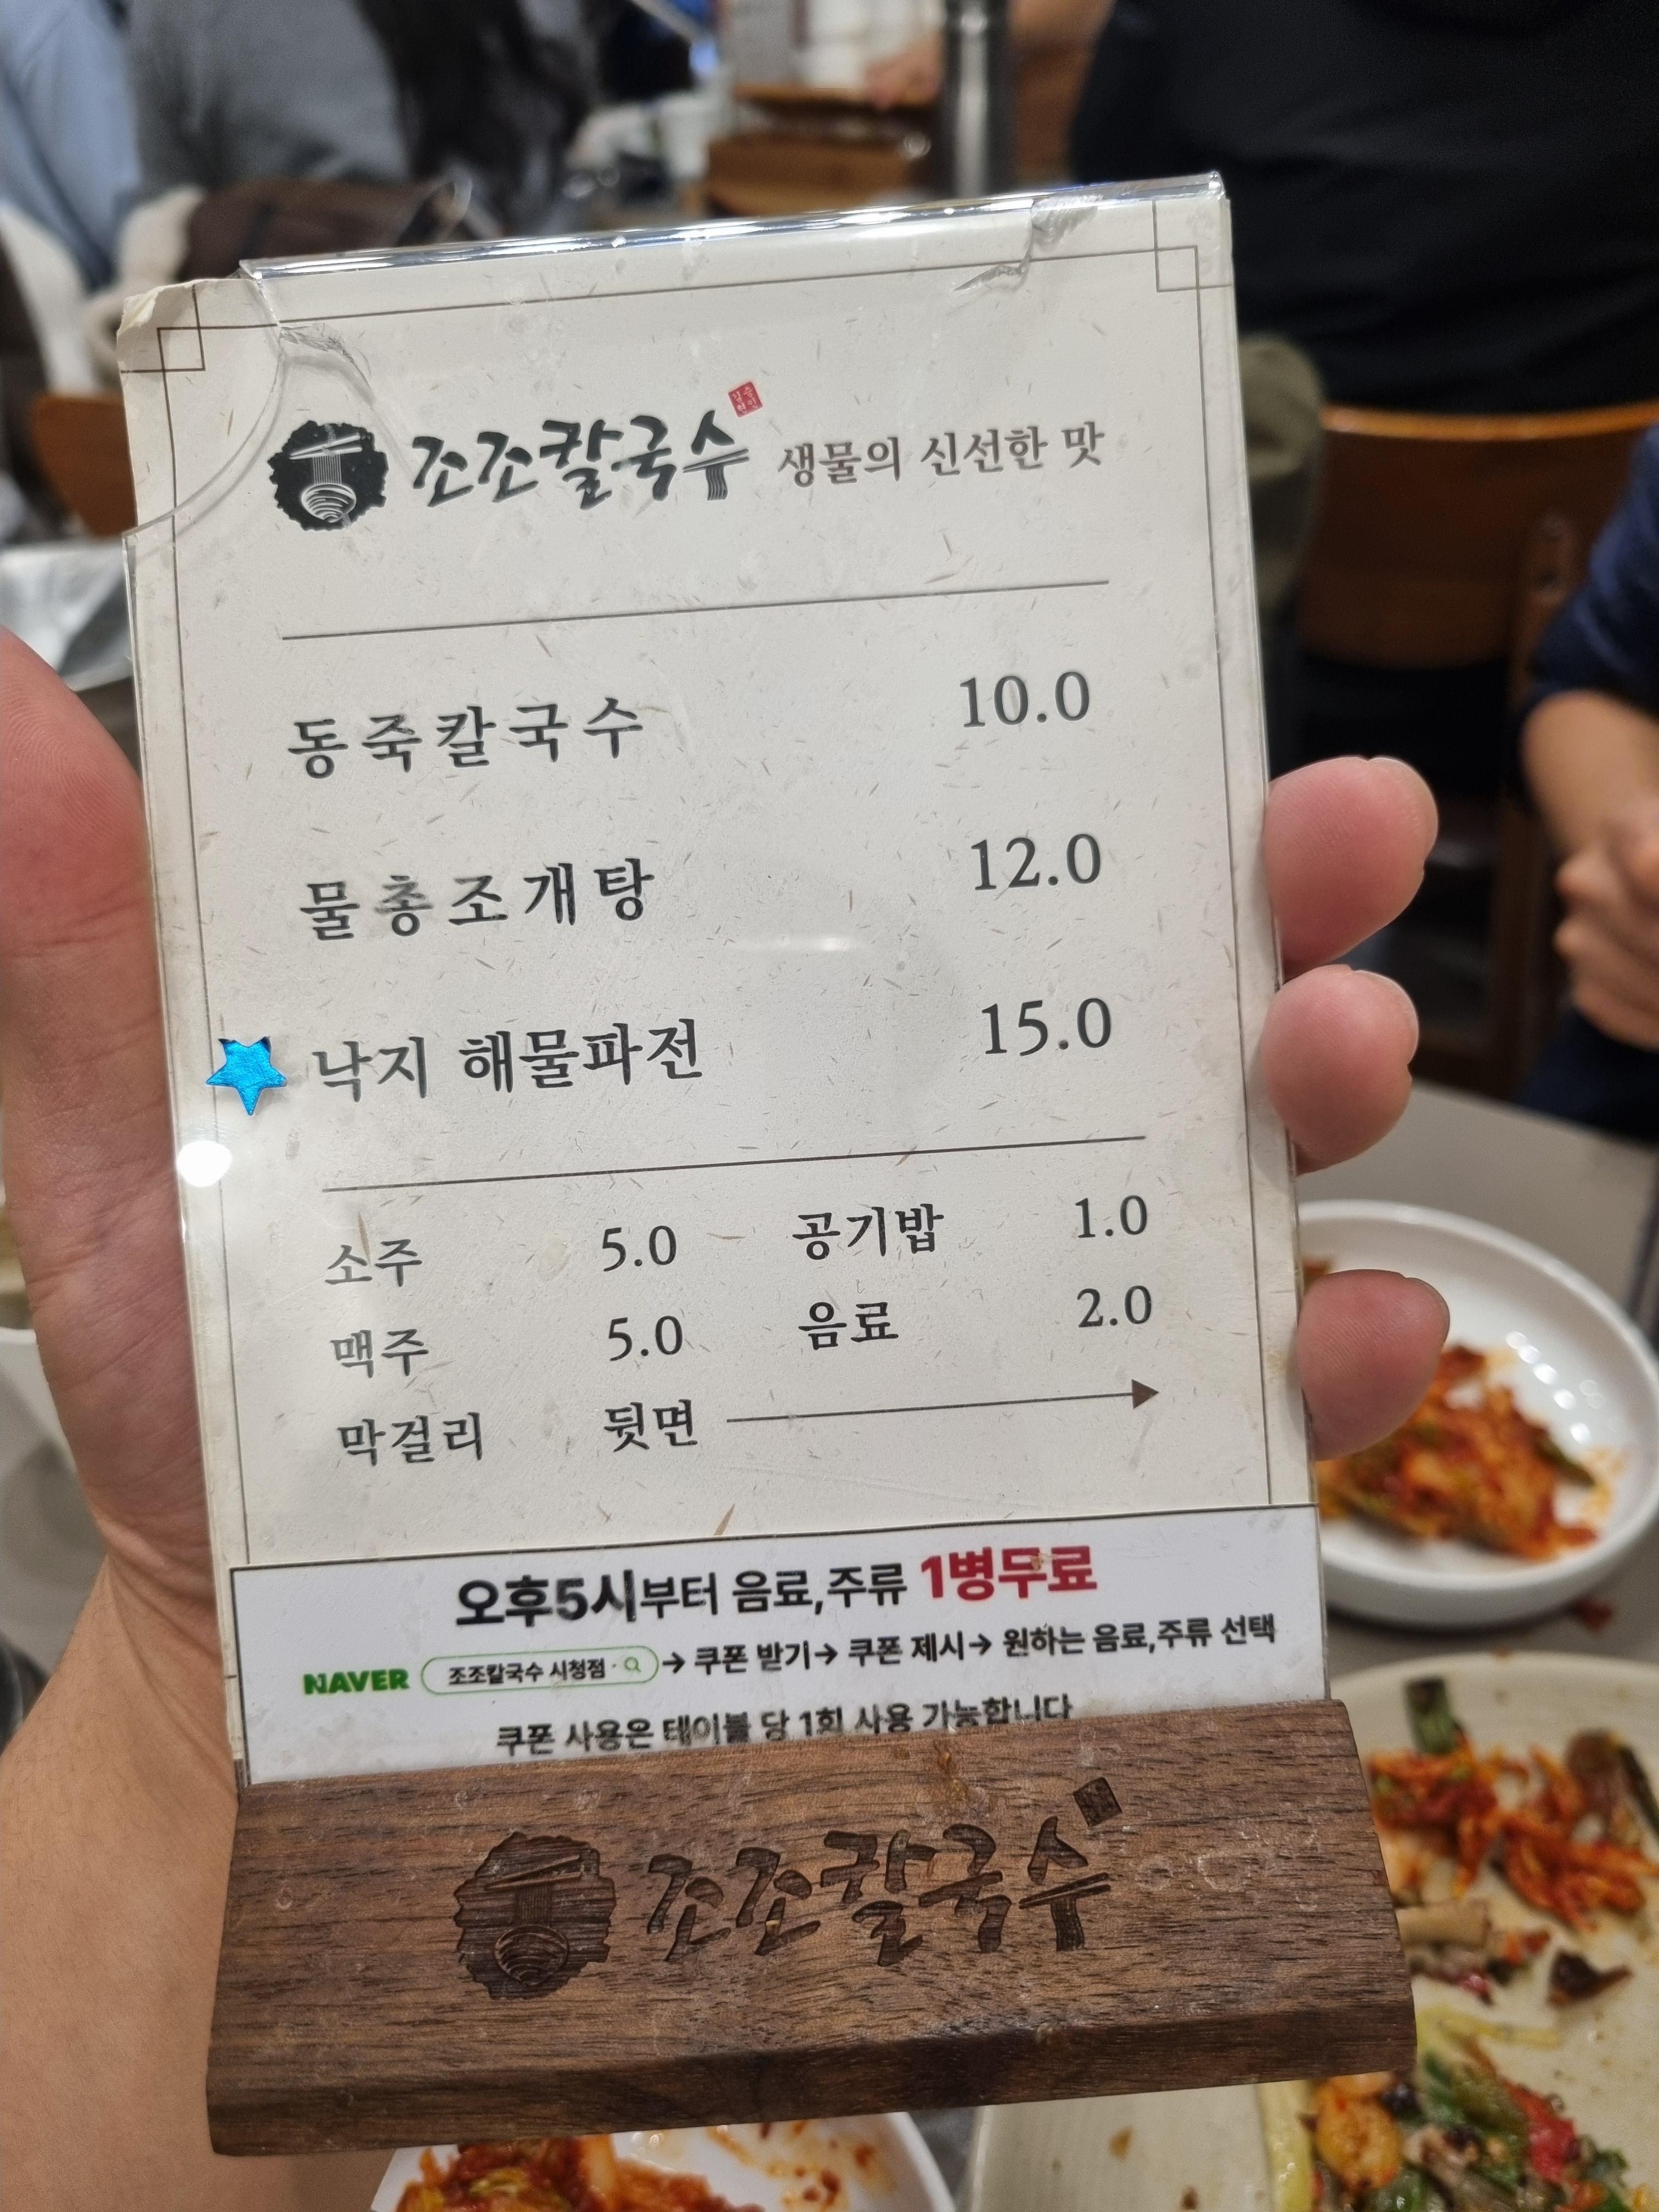 조조칼국수 생물의 신선한 맛
동죽칼국수 10.0
물총조개탕 12.0
낙지 해물파전 15.0
소주 5.0 공기밥 1.0
맥주 5.0 음료 2.0
막걸리 뒷면
오후5시부터 음료,주류 1병무료
NAVER 조조칼국수 시청점 → 쿠폰 받기→ 쿠폰 제시→ 원하는 음료,주류 선택
쿠폰 사용은 테이블 당 1회 사용 가능합니다
조조칼국수